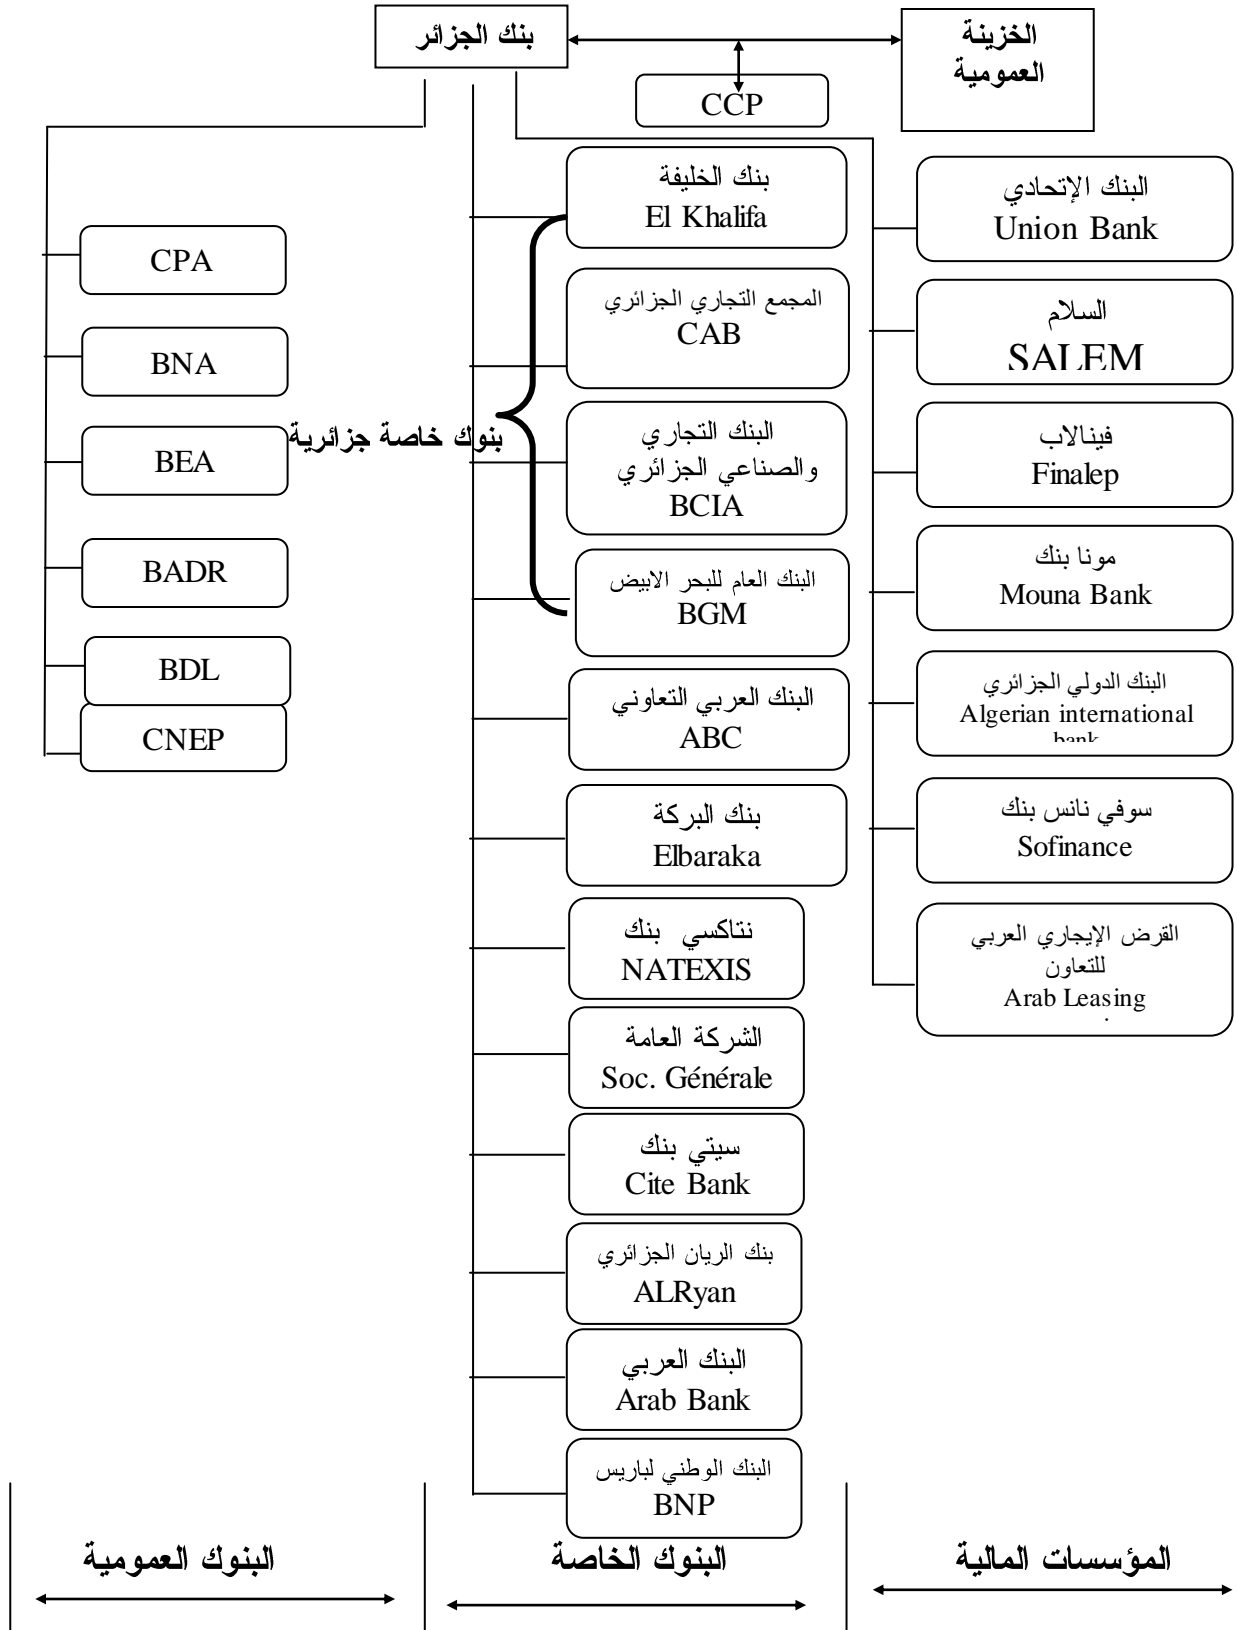 بنك الجزائر
الخزينة
العمومية
CCP
بنك الخليفة
El Khalifa
المجمع التجاري الجزائري
CAB
البنك التجاري
والصناعي الجزائري
BCIA
البنك العام للبحر الابيض
BGM
البنك العربي التعاوني
ABC
بنك البركة
Elbaraka
نتاكسي بنك
NATEXIS
الشركة العامة
Soc. Générale
سيتي بنك
Cite Bank
بنك الريان الجزائري
ALRyan
البنك العربي
Arab Bank
البنك الوطني لباريس
BNP
البنك الإتحادي
Union Bank
السلام
SALEM
فينالاب
Finalep
مونا بنك
Mouna Bank
البنك الدولي الجزائري
Algerian international
bank
سوفي نانس بنك
Sofinance
القرض الإيجاري العربي
للتعاون
Arab Leasing
CPA
BNA
BEA
BADR
BDL
CNEP
بنوك خاصة جزائرية
المؤسسات المالية
البنوك الخاصة
البنوك العمومية